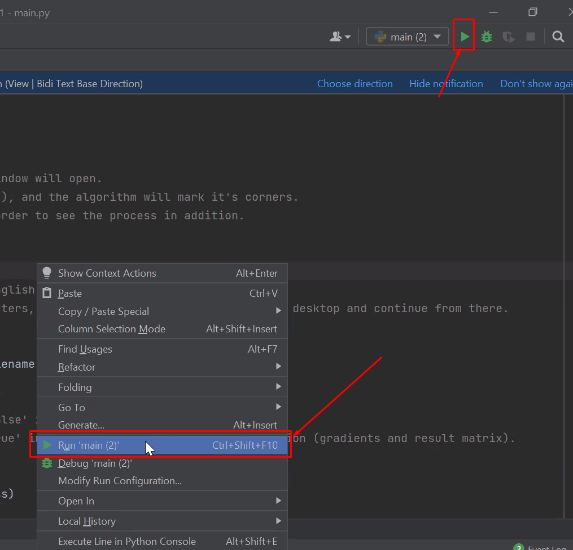 1 - main.py
main (2)
(View | Bidi Text Base Direction) Choose direction Hide notification Don't show agai
ndow will open.
), and the algorithm will mark it's corners.
rder to see the process in addition.
Show Context Actions Alt+Enter
nglish
Paste Ctrl+V
ters, desktop and continue from there.
Copy / Paste Special
Column Selection Mode Alt+Shift+Insert
Find Usages Alt+F7
lename
Refactor
Folding
Go To
lse'
Generate... Alt+Insert
ue' i
Run 'main (2)' Ctrl+Shift+F10
on (gradients and result matrix).
Debug 'main (2)'
Modify Run Configuration...
s)
Open In
Local History
Execute Line in Python Console Alt+Shift+E
2 Event Log